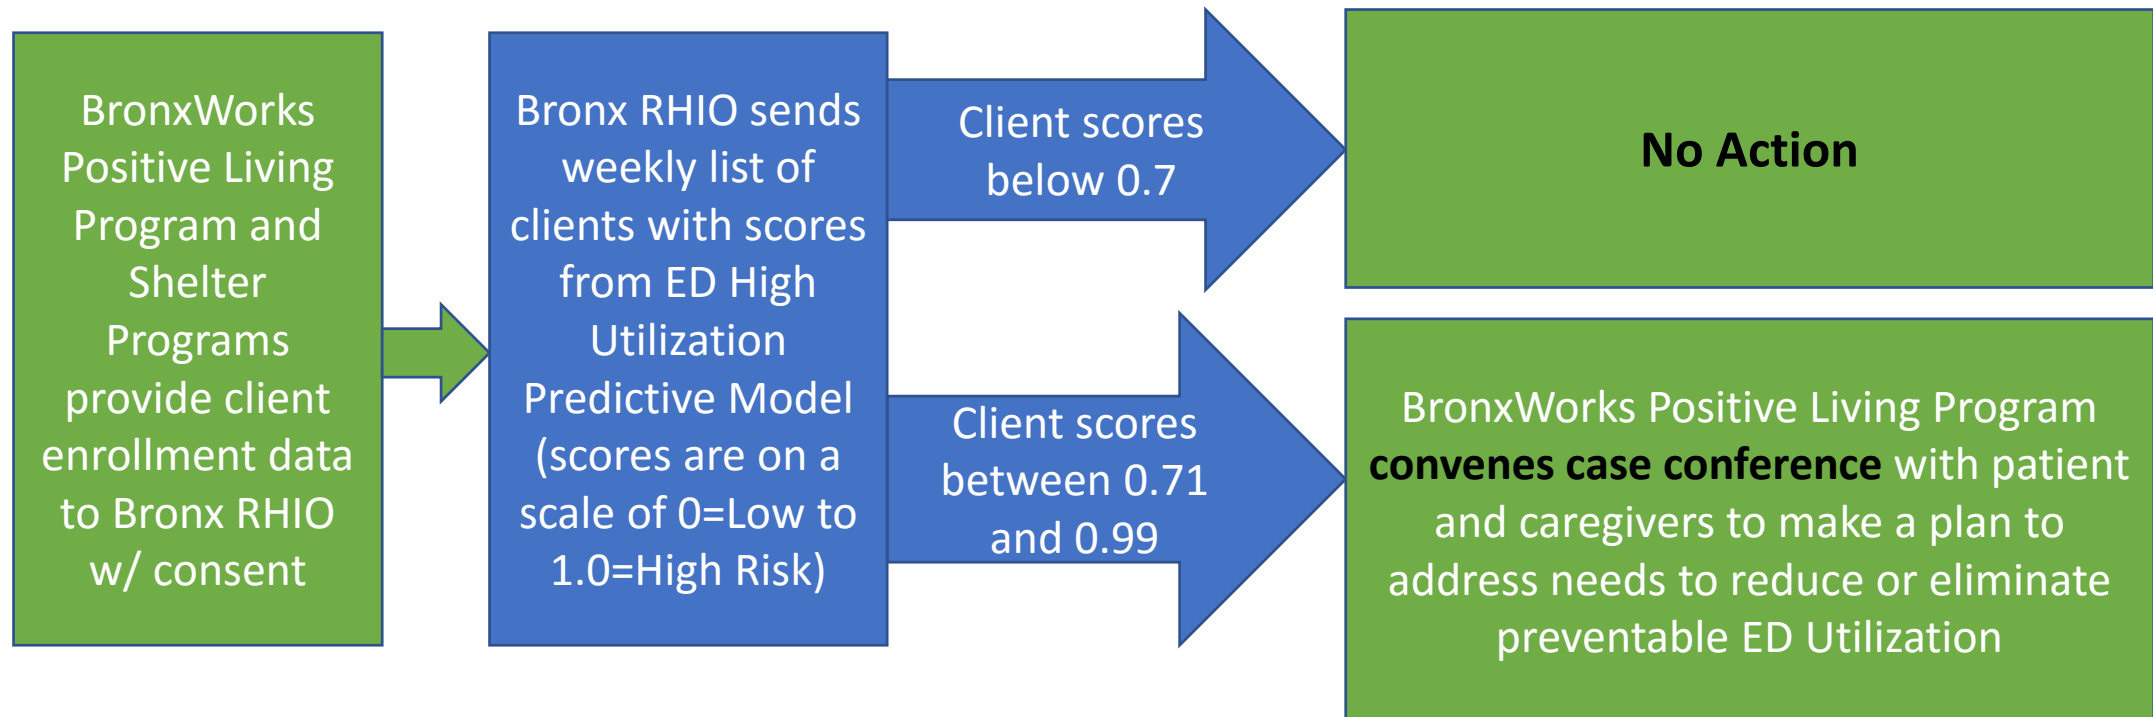 BronxWorks
Positive Living
Program and
Shelter
Programs
provide client
enrollment data
to Bronx RHIO
w/ consent
Bronx RHIO sends
weekly list of
clients with scores
from ED High
Utilization
Predictive Model
(scores are on a
scale of 0=Low to
1.0=High Risk)
Client scores
below 0.7
No Action
Client scores
between 0.71
and 0.99
BronxWorks Positive Living Program
convenes case conference with patient
and caregivers to make a plan to
address needs to reduce or eliminate
preventable ED Utilization